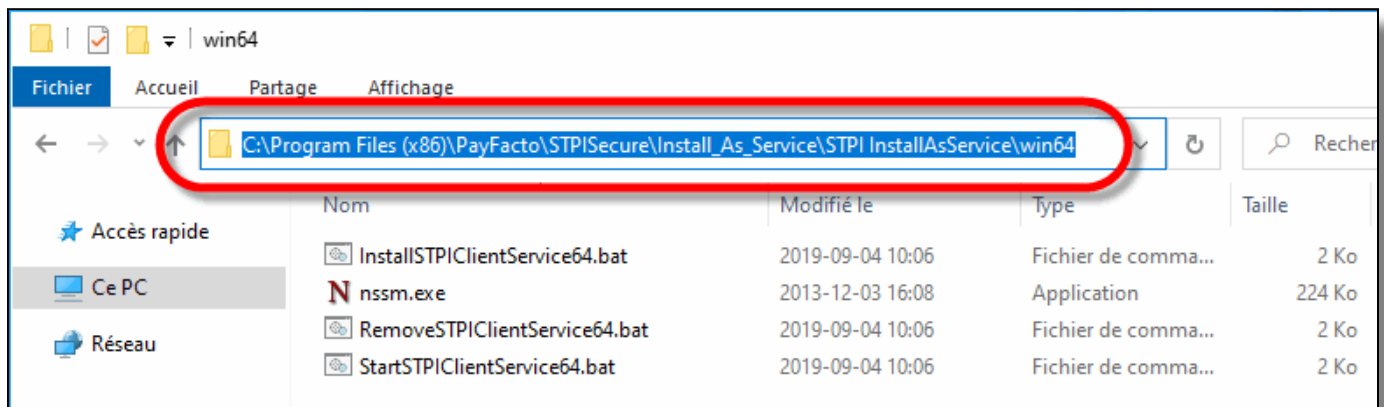 win64
Fichier Accueil Partage Affichage
C:\Program Files (x86)\PayFacto\STPISecure\Install_As_Service\STPI InstallAsService\win64 Recher
Nom Modifié le Type Taille
Accès rapide
Ce PC
Réseau
InstallSTPIClientService64.bat 2019-09-04 10:06 Fichier de comma... 2 Ko
nssm.exe 2013-12-03 16:08 Application 224 Ko
RemoveSTPIClientService64.bat 2019-09-04 10:06 Fichier de comma... 2 Ko
StartSTPIClientService64.bat 2019-09-04 10:06 Fichier de comma... 2 Ko